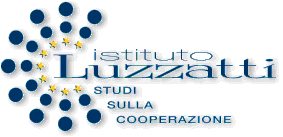 istituto
Luzzatti
STUDI
SULLA
COOPERAZIONE